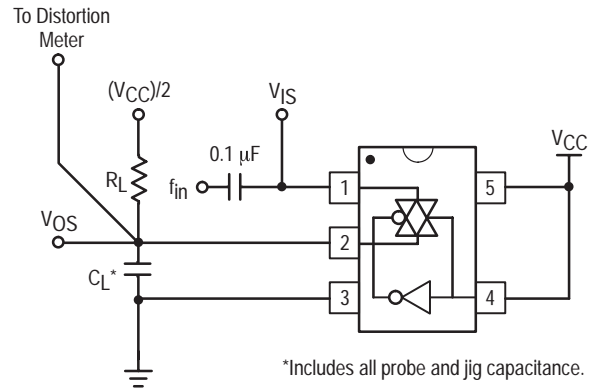 To Distortion
Meter
(VCC)/2
VIS
0.1 μF
VCC
RL
fin
1
5
VOS
2
CL*
3
4
*Includes all probe and jig capacitance.